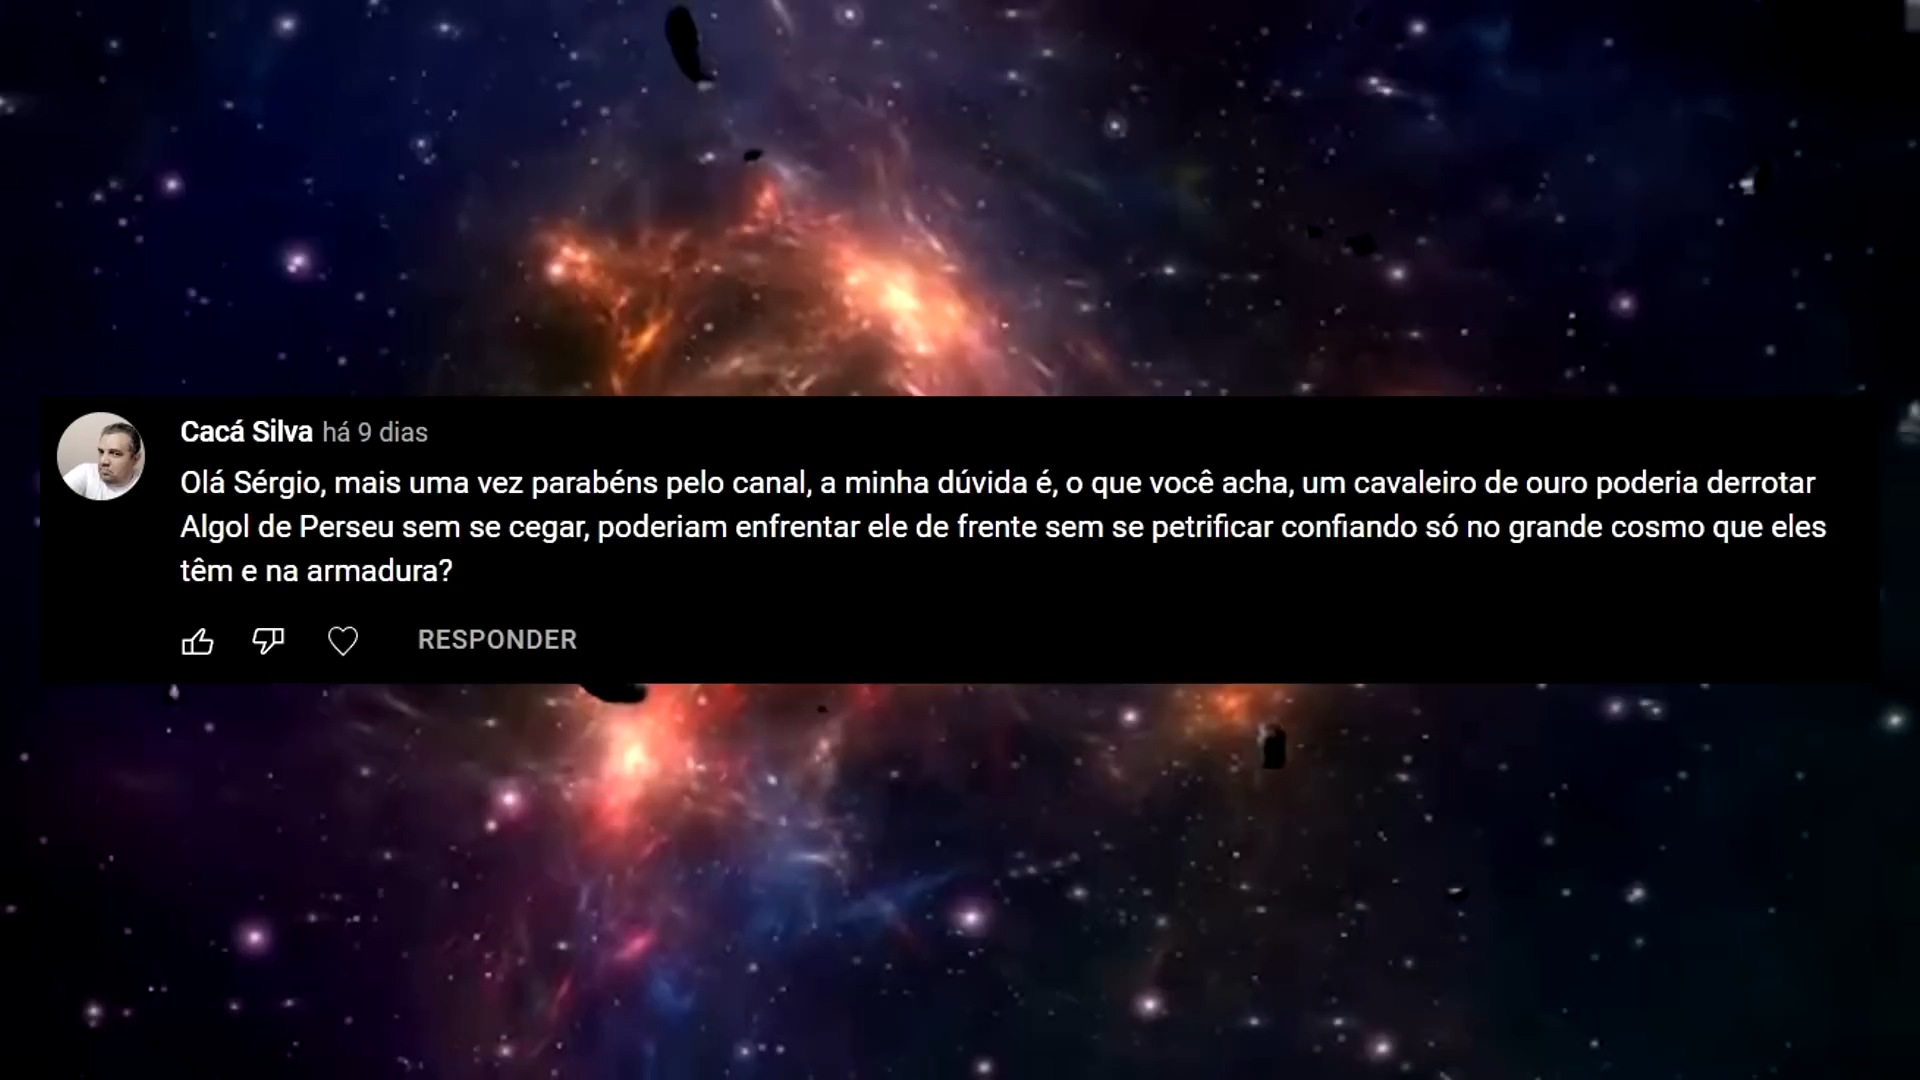 Cacá Silva há 9 dias
Olá Sérgio, mais uma vez parabéns pelo canal, a minha dúvida é, o que você acha, um cavaleiro de ouro poderia derrotar
Algol de Perseu sem se cegar, poderiam enfrentar ele de frente sem se petrificar confiando só no grande cosmo que eles
têm e na armadura?
RESPONDER